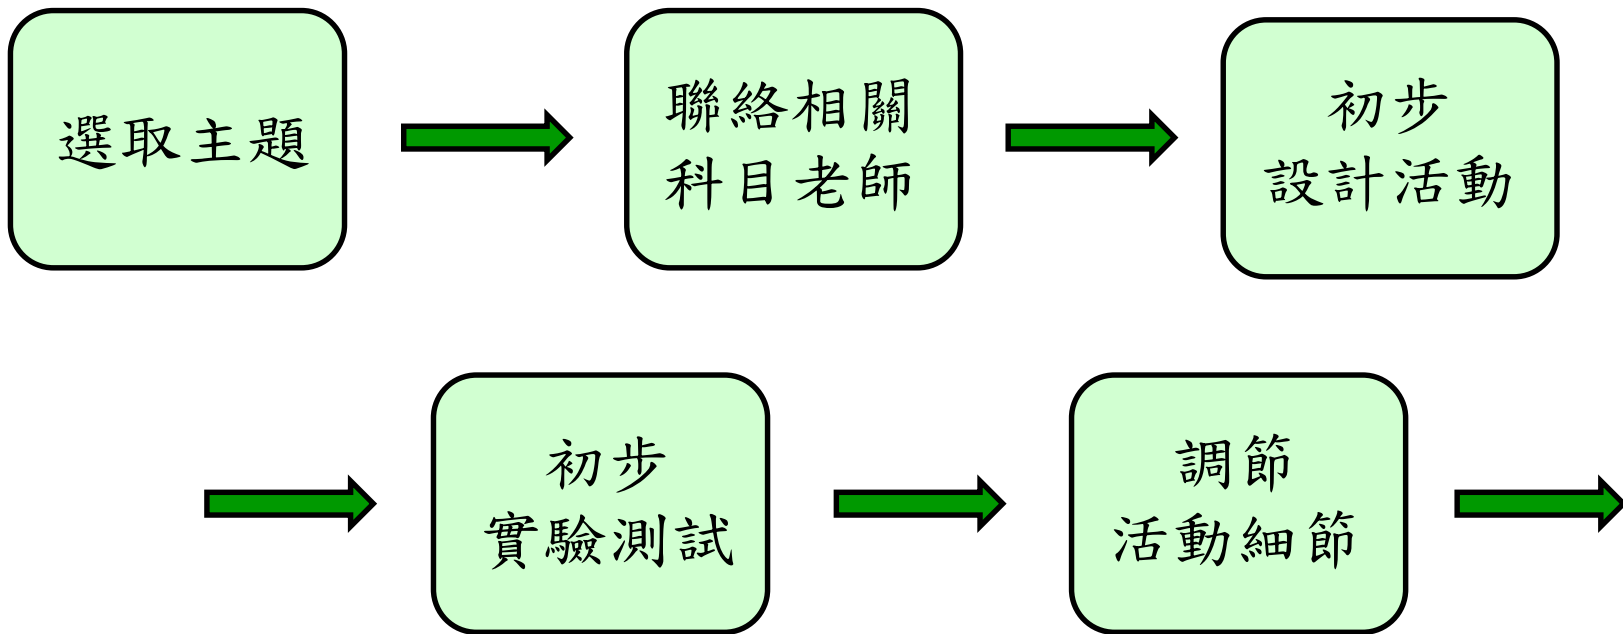 選取主題
聯絡相關
科目老師
初步
設計活動
初步
實驗測試
調節
活動細節